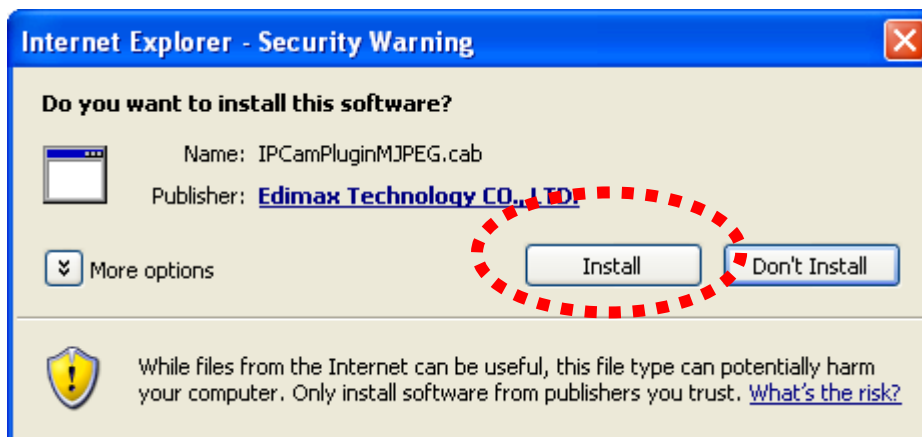 Internet Explorer - Security Warning
Do you want to install this software?
Name: IPCamPluginMJPEG.cab
Publisher: Edimax Technology CO., LTD.
More options
Install
Don't Install
While files from the Internet can be useful, this file type can potentially harm
your computer. Only install software from publishers you trust. What's the risk?